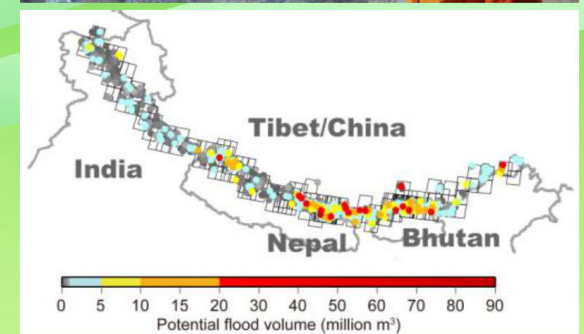 Tibet/China
India
Nepal
Bhutan
0 5 10 15 20 30 40 50 60 70 80 90
Potential flood volume (million m³)